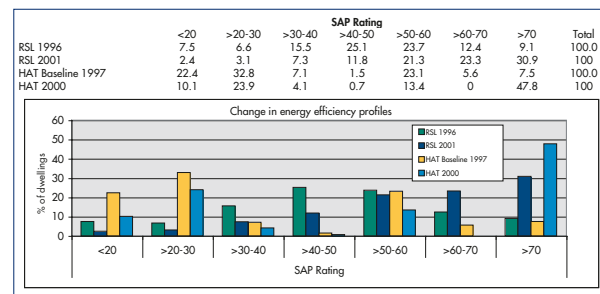 SAP Rating
<20 >20-30 >30-40 >40-50 >50-60 >60-70 >70 Total
RSL 1996 7.5 6.6 15.5 25.1 23.7 12.4 9.1 100.0
RSL 2001 2.4 3.1 7.3 11.8 21.3 23.3 30.9 100
HAT Baseline 1997 22.4 32.8 7.1 1.5 23.1 5.6 7.5 100.0
HAT 2000 10.1 23.9 4.1 0.7 13.4 0 47.8 100
Change in energy efficiency profiles
% of dwellings
60
50
40
30
20
10
0
RSL 1996
RSL 2001
HAT Baseline 1997
HAT 2000
<20 >20-30 >30-40 >40-50 >50-60 >60-70 >70
SAP Rating